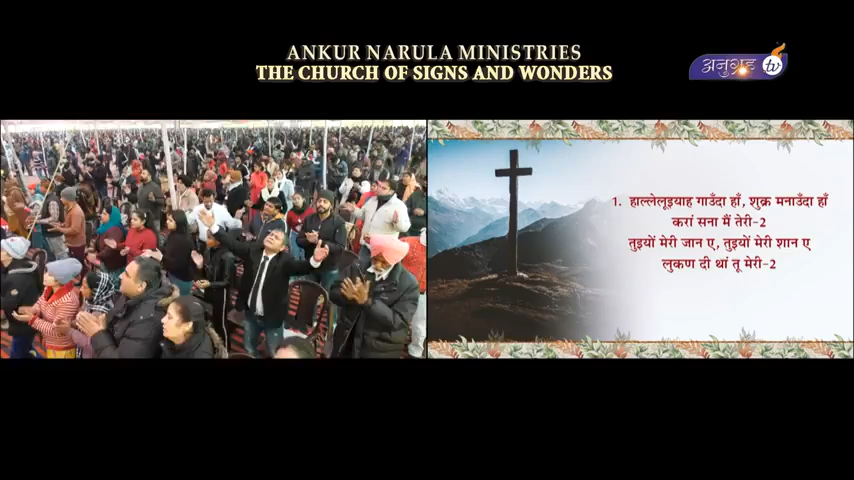 ANKUR NARULA MINISTRIES
THE CHURCH OF SIGNS AND WONDERS
अनुग्रह tv
1. हाल्लेलूइयाह गाउँदा हाँ, शुक्र मनाउँदा हाँ
करां सना मैं तेरी-2
तुइयों मेरी जान ए, तुइयों मेरी शान ए
लुकण दी थां तू मेरी-2